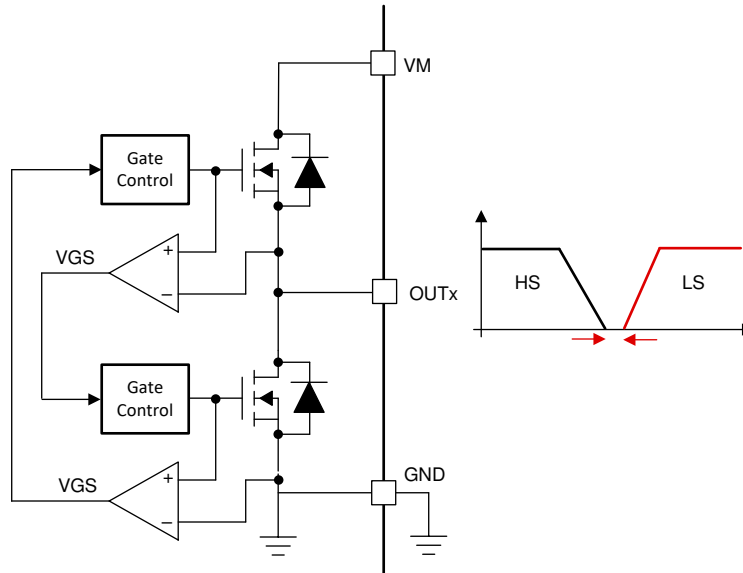 VM
Gate
Control
+
VGS
−
OUTx
HS
LS
Gate
Control
+
VGS
−
GND